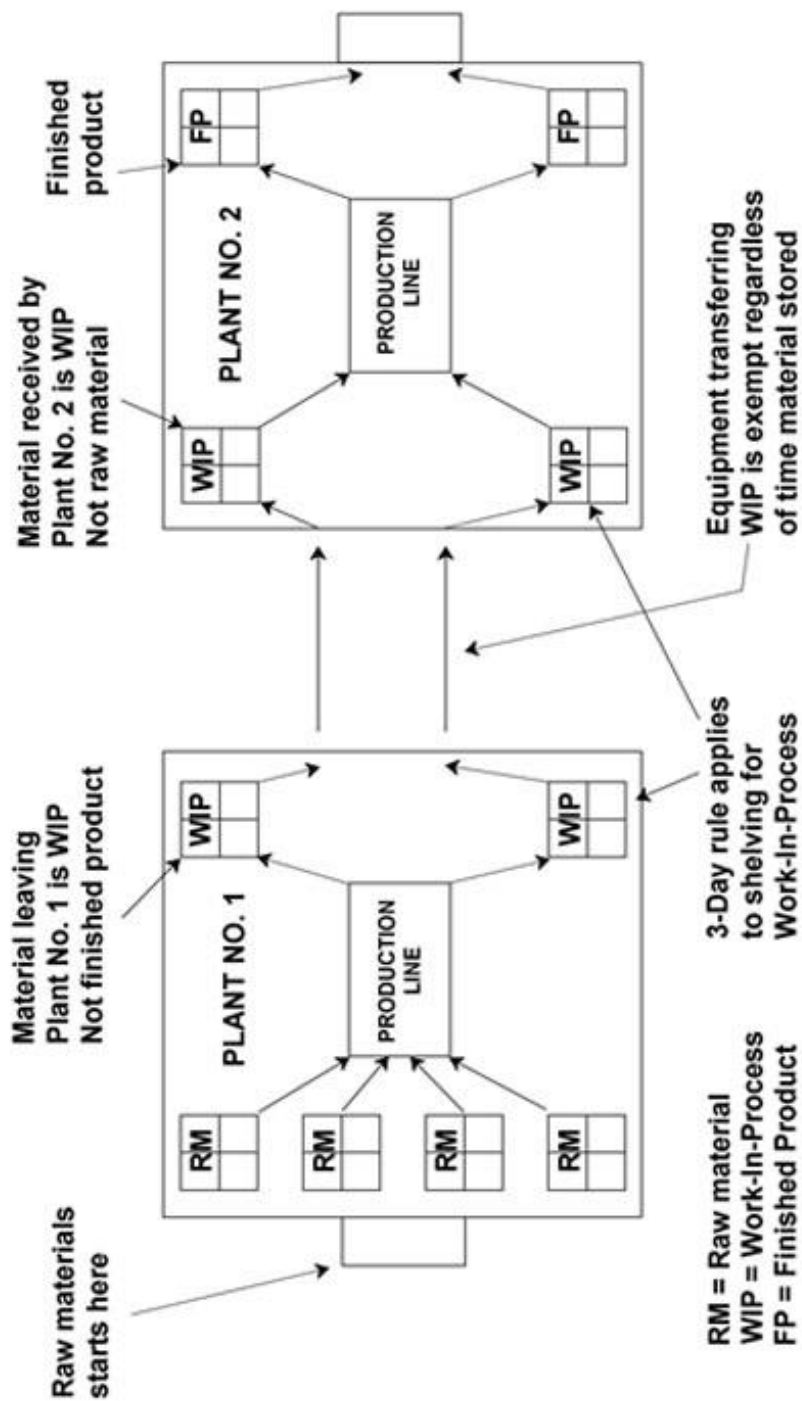 Raw materials
starts here
Material leaving
Plant No. 1 is WIP
Not finished product
Material received by
Plant No. 2 is WIP
Not raw material
Finished
product
PLANT NO. 1
RM
RM
RM
RM
PRODUCTION
LINE
WIP
WIP
PLANT NO. 2
WIP
WIP
PRODUCTION
LINE
FP
FP
RM = Raw material
WIP = Work-In-Process
FP = Finished Product
3-Day rule applies
to shelving for
Work-In-Process
Equipment transferring
WIP is exempt regardless
of time material stored